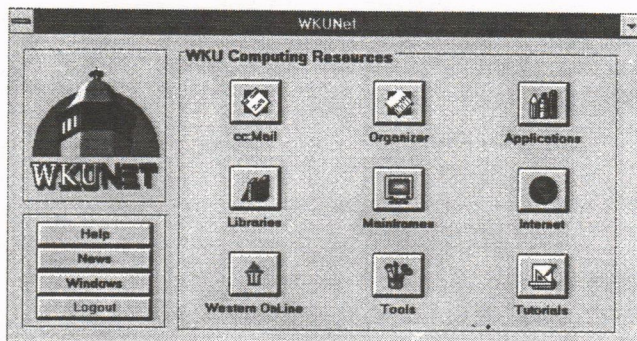 WKUNet
WKU Computing Resources
cc:Mail
Organizer
Applications
WKUNET
Libraries
Mainframes
Internet
Help
News
Windows
Logout
Western OnLine
Tools
Tutorials